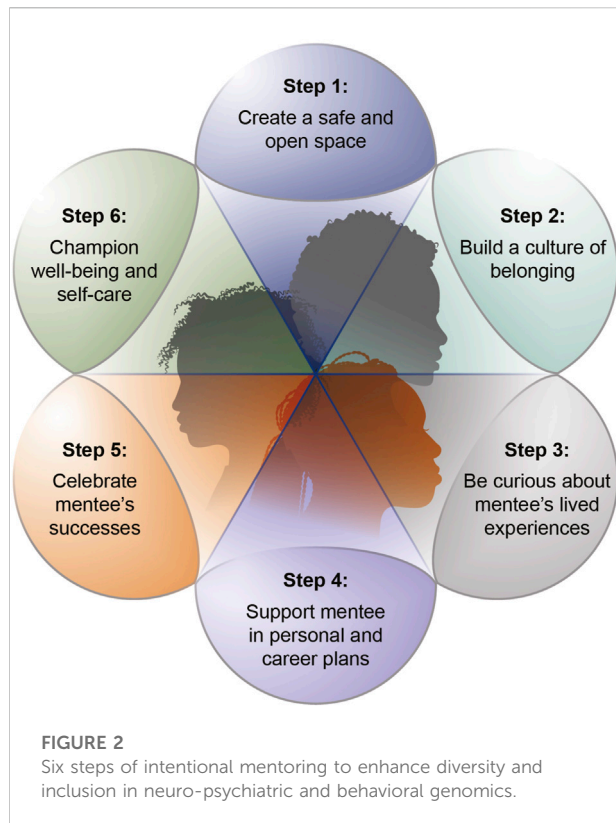 Step 1:
Create a safe and
open space
Step 2:
Build a culture of
belonging
Step 3:
Be curious about
mentee's lived
experiences
Step 4:
Support mentee
in personal and
career plans
Step 5:
Celebrate
mentee's
successes
Step 6:
Champion
well-being and
self-care
FIGURE 2
Six steps of intentional mentoring to enhance diversity and
inclusion in neuro-psychiatric and behavioral genomics.